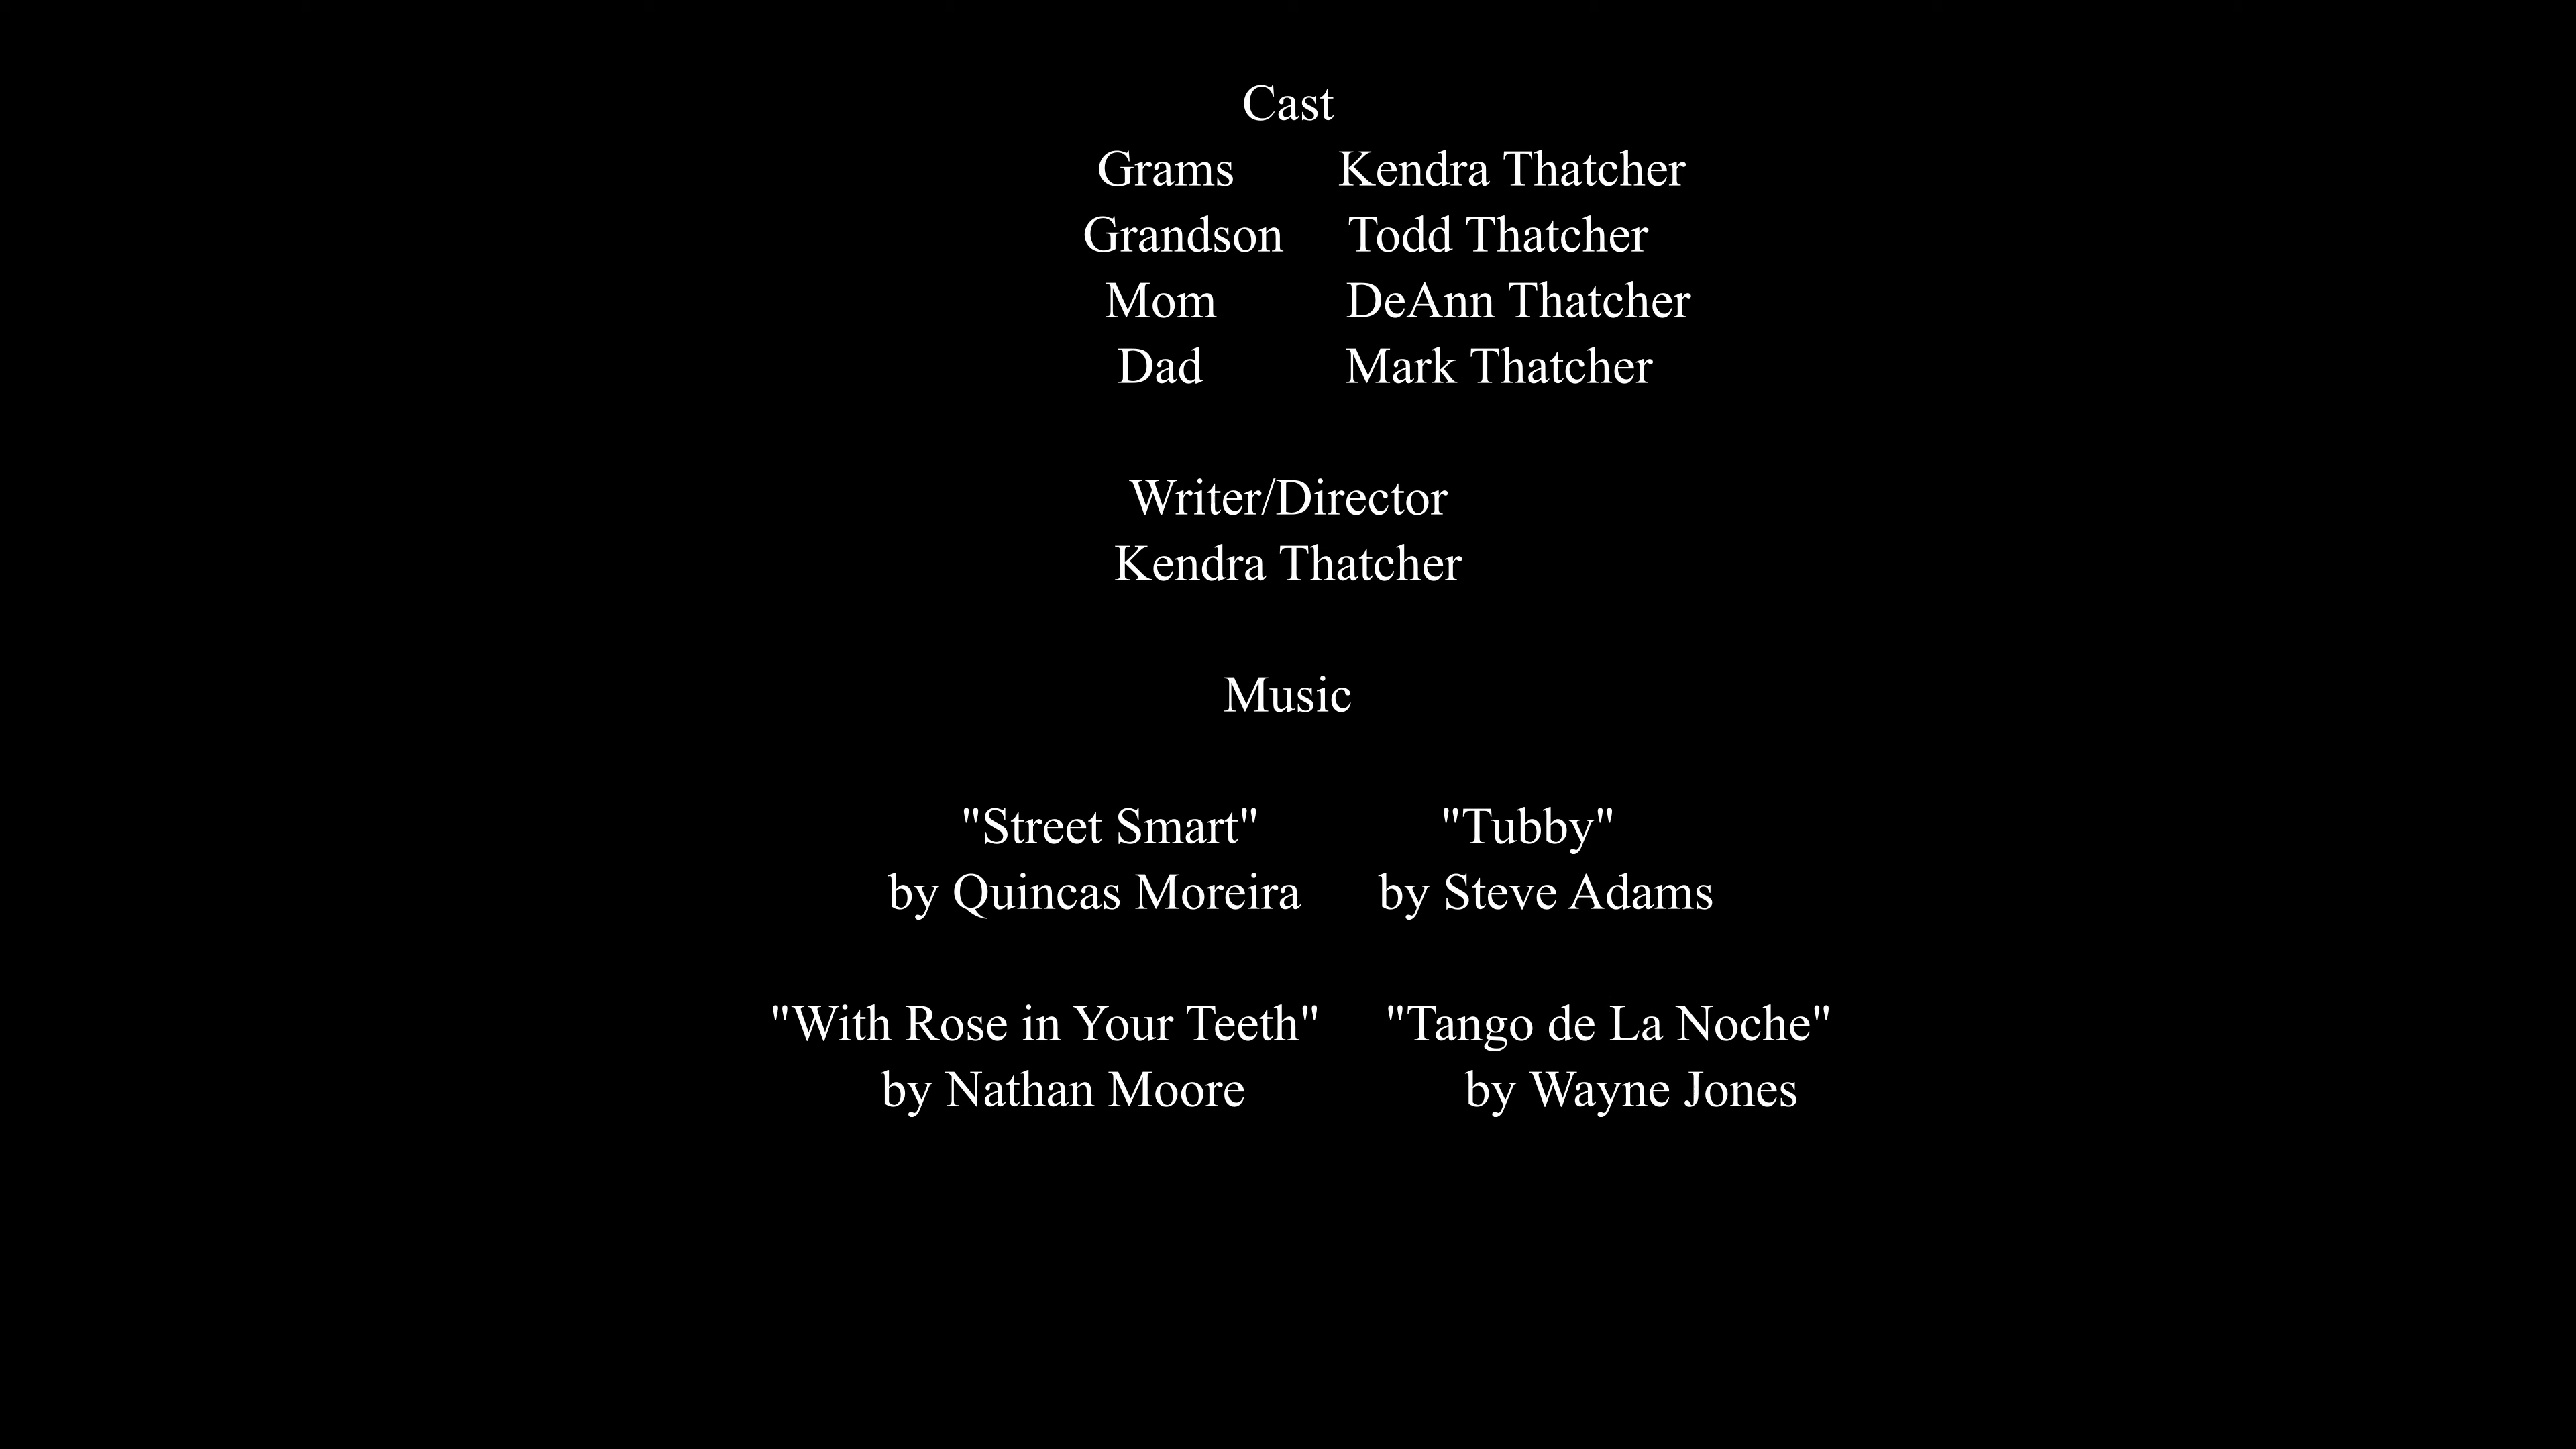 Cast
Grams Kendra Thatcher
Grandson Todd Thatcher
Mom DeAnn Thatcher
Dad Mark Thatcher
Writer/Director
Kendra Thatcher
Music
"Street Smart" "Tubby"
by Quincas Moreira by Steve Adams
"With Rose in Your Teeth" "Tango de La Noche"
by Nathan Moore by Wayne Jones